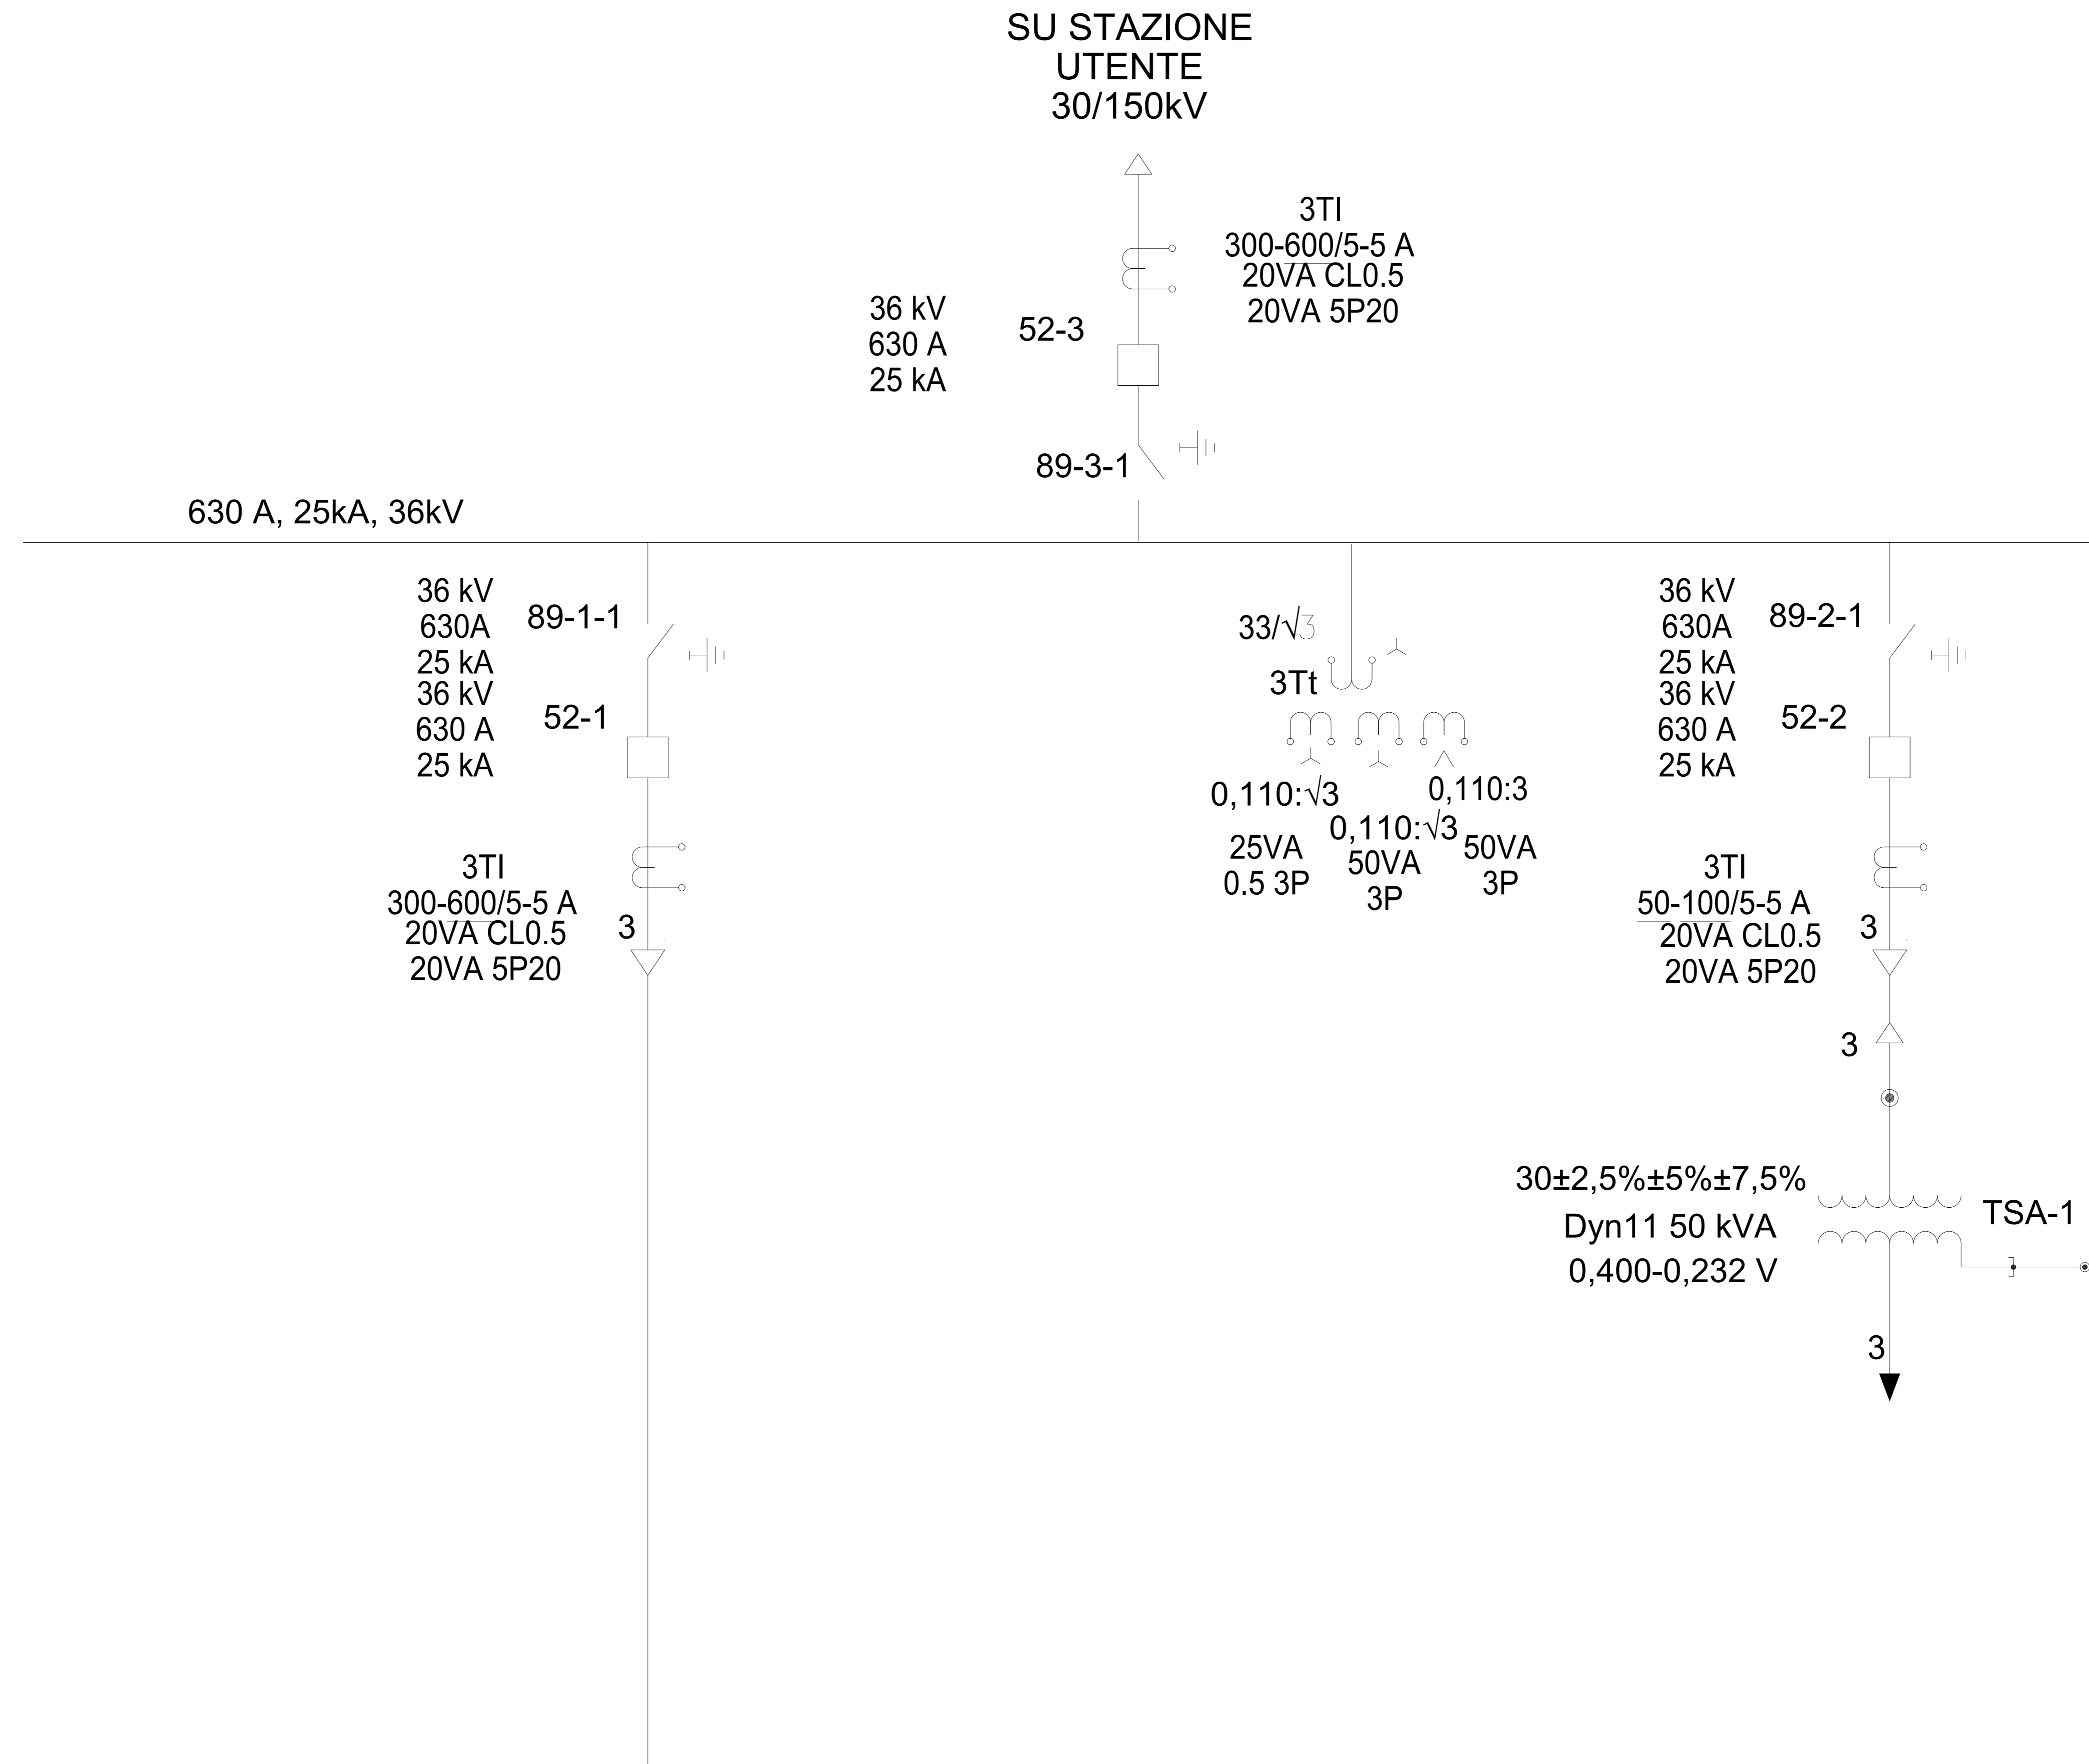 SU STAZIONE
UTENTE
30/150kV
3TI
300-600/5-5 A
20VA CL0.5
20VA 5P20
36 kV
630 A
25 kA
52-3
89-3-1
630 A, 25kA, 36kV
36 kV
630A
25 kA
89-1-1
36 kV
630 A
25 kA
52-1
3TI
300-600/5-5 A
20VA CL0.5
20VA 5P20
3
33/√3
3Tt
0,110:√3
25VA
0.5 3P
0,110:√3
50VA
3P
0,110:3
50VA
3P
36 kV
630A
25 kA
89-2-1
36 kV
630 A
25 kA
52-2
3TI
50-100/5-5 A
20VA CL0.5
20VA 5P20
3
3
30±2,5%±5%±7,5%
Dyn11 50 kVA
0,400-0,232 V
TSA-1
3